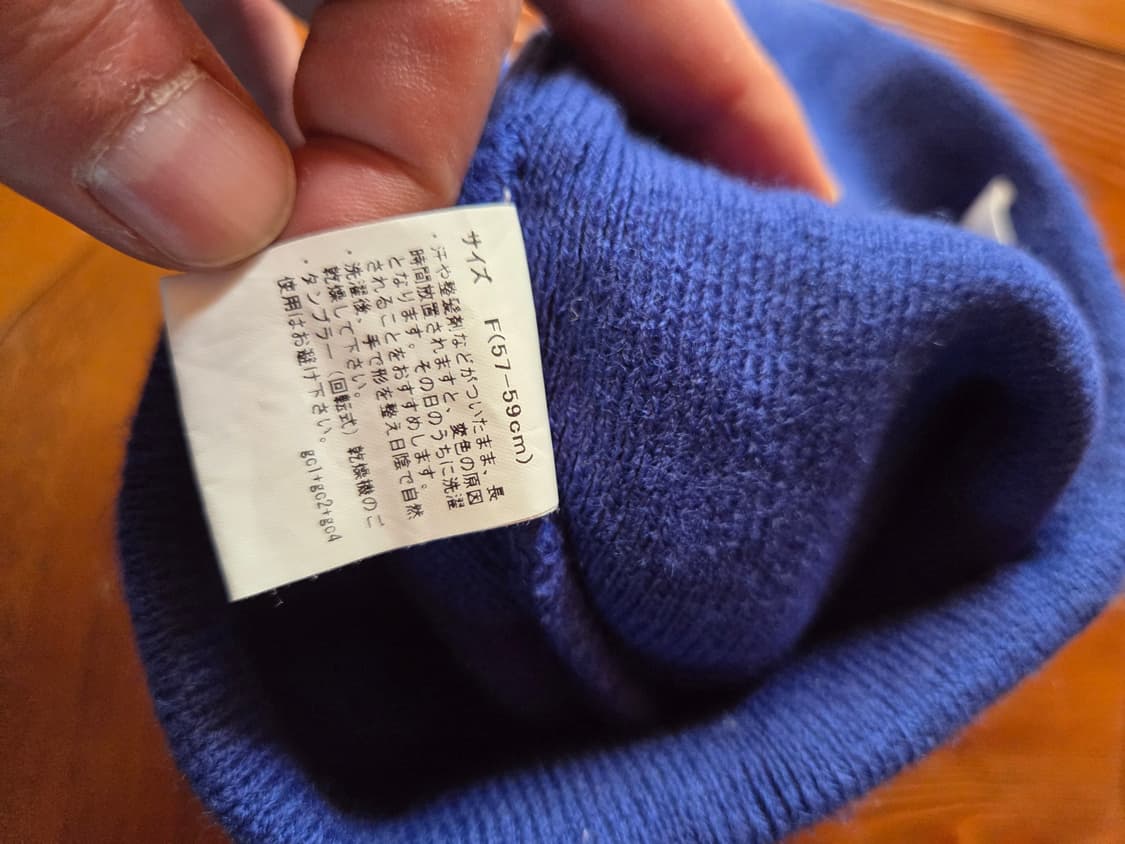 サイズ F(57-59cm)
・汗や整髪剤などがついたまま、長
時間放置されますと、変色の原因
となります。その日のうちに洗濯
されることをおすすめします。
・洗濯後、手で形を整え日陰で自然
乾燥して下さい。
・タンブラー（回転式）乾燥機のご
使用はお避け下さい。 g01+g02+g04